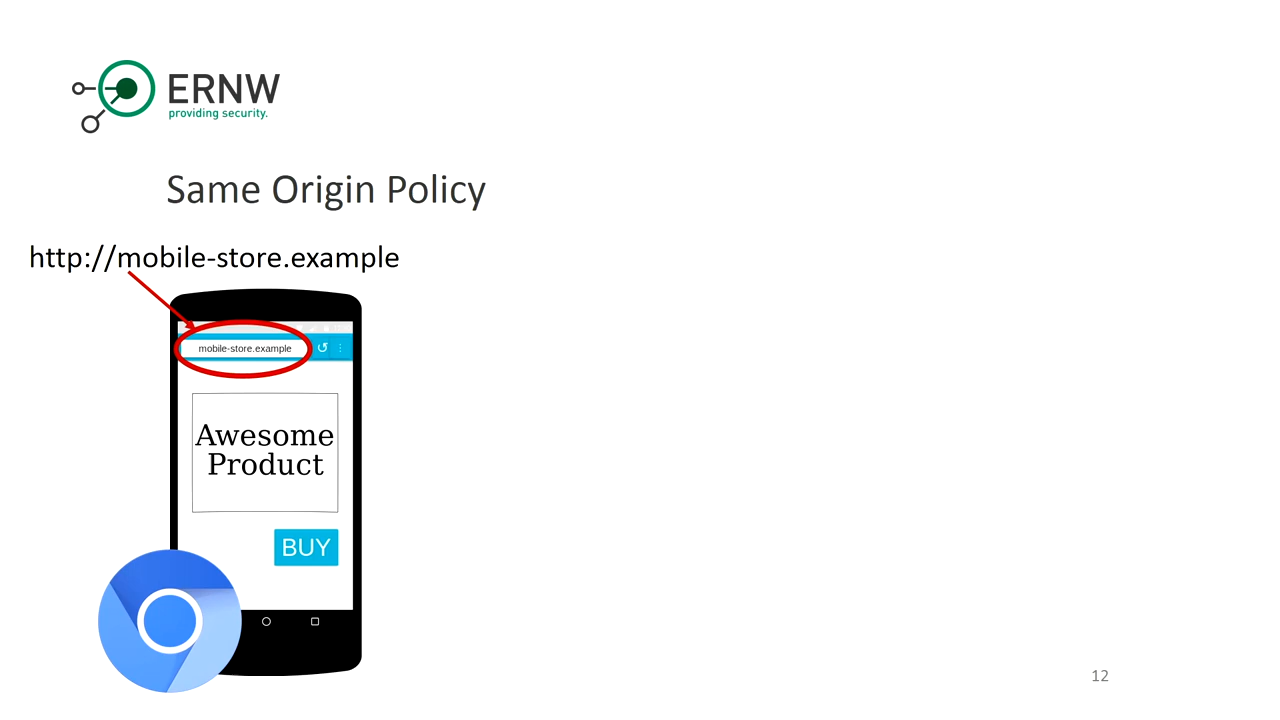 ERNW
providing security.
Same Origin Policy
http://mobile-store.example
mobile-store.example
Awesome
Product
BUY
12